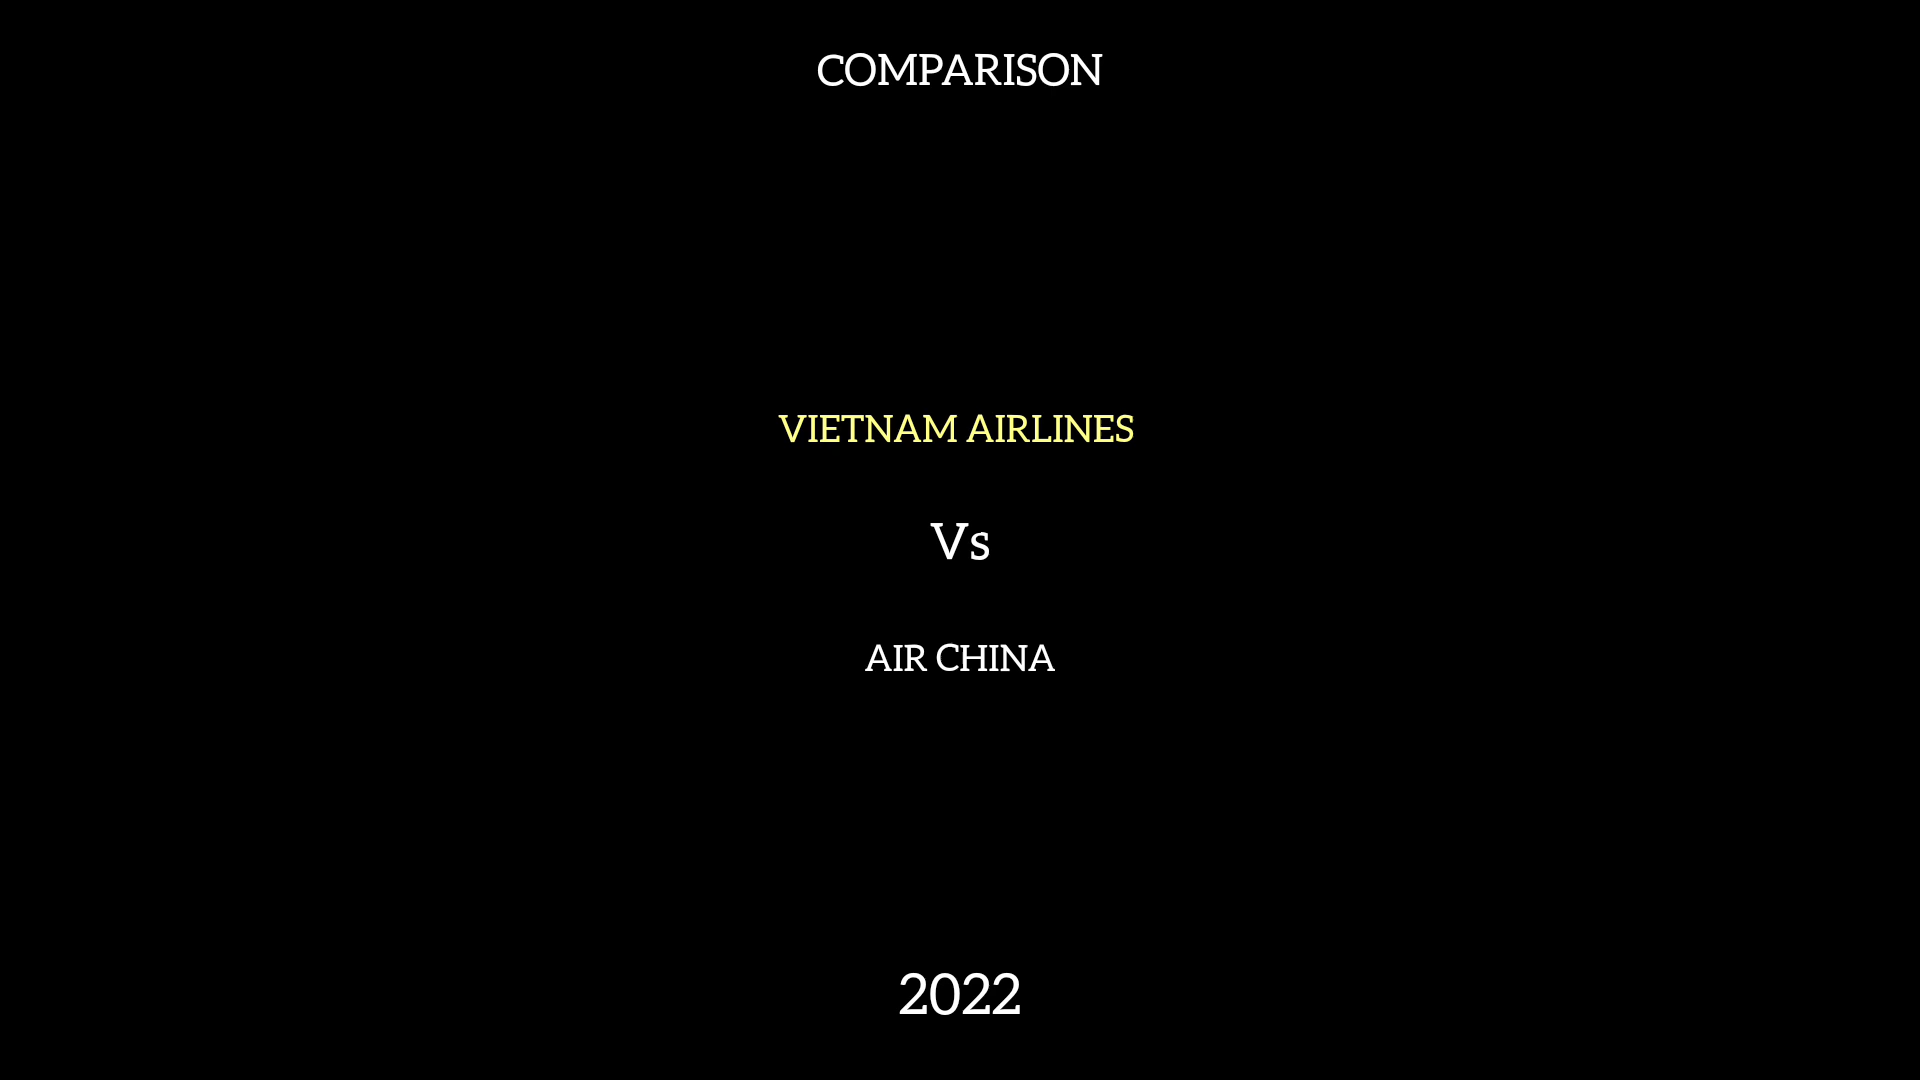 COMPARISON
VIETNAM AIRLINES
Vs
AIR CHINA
2022